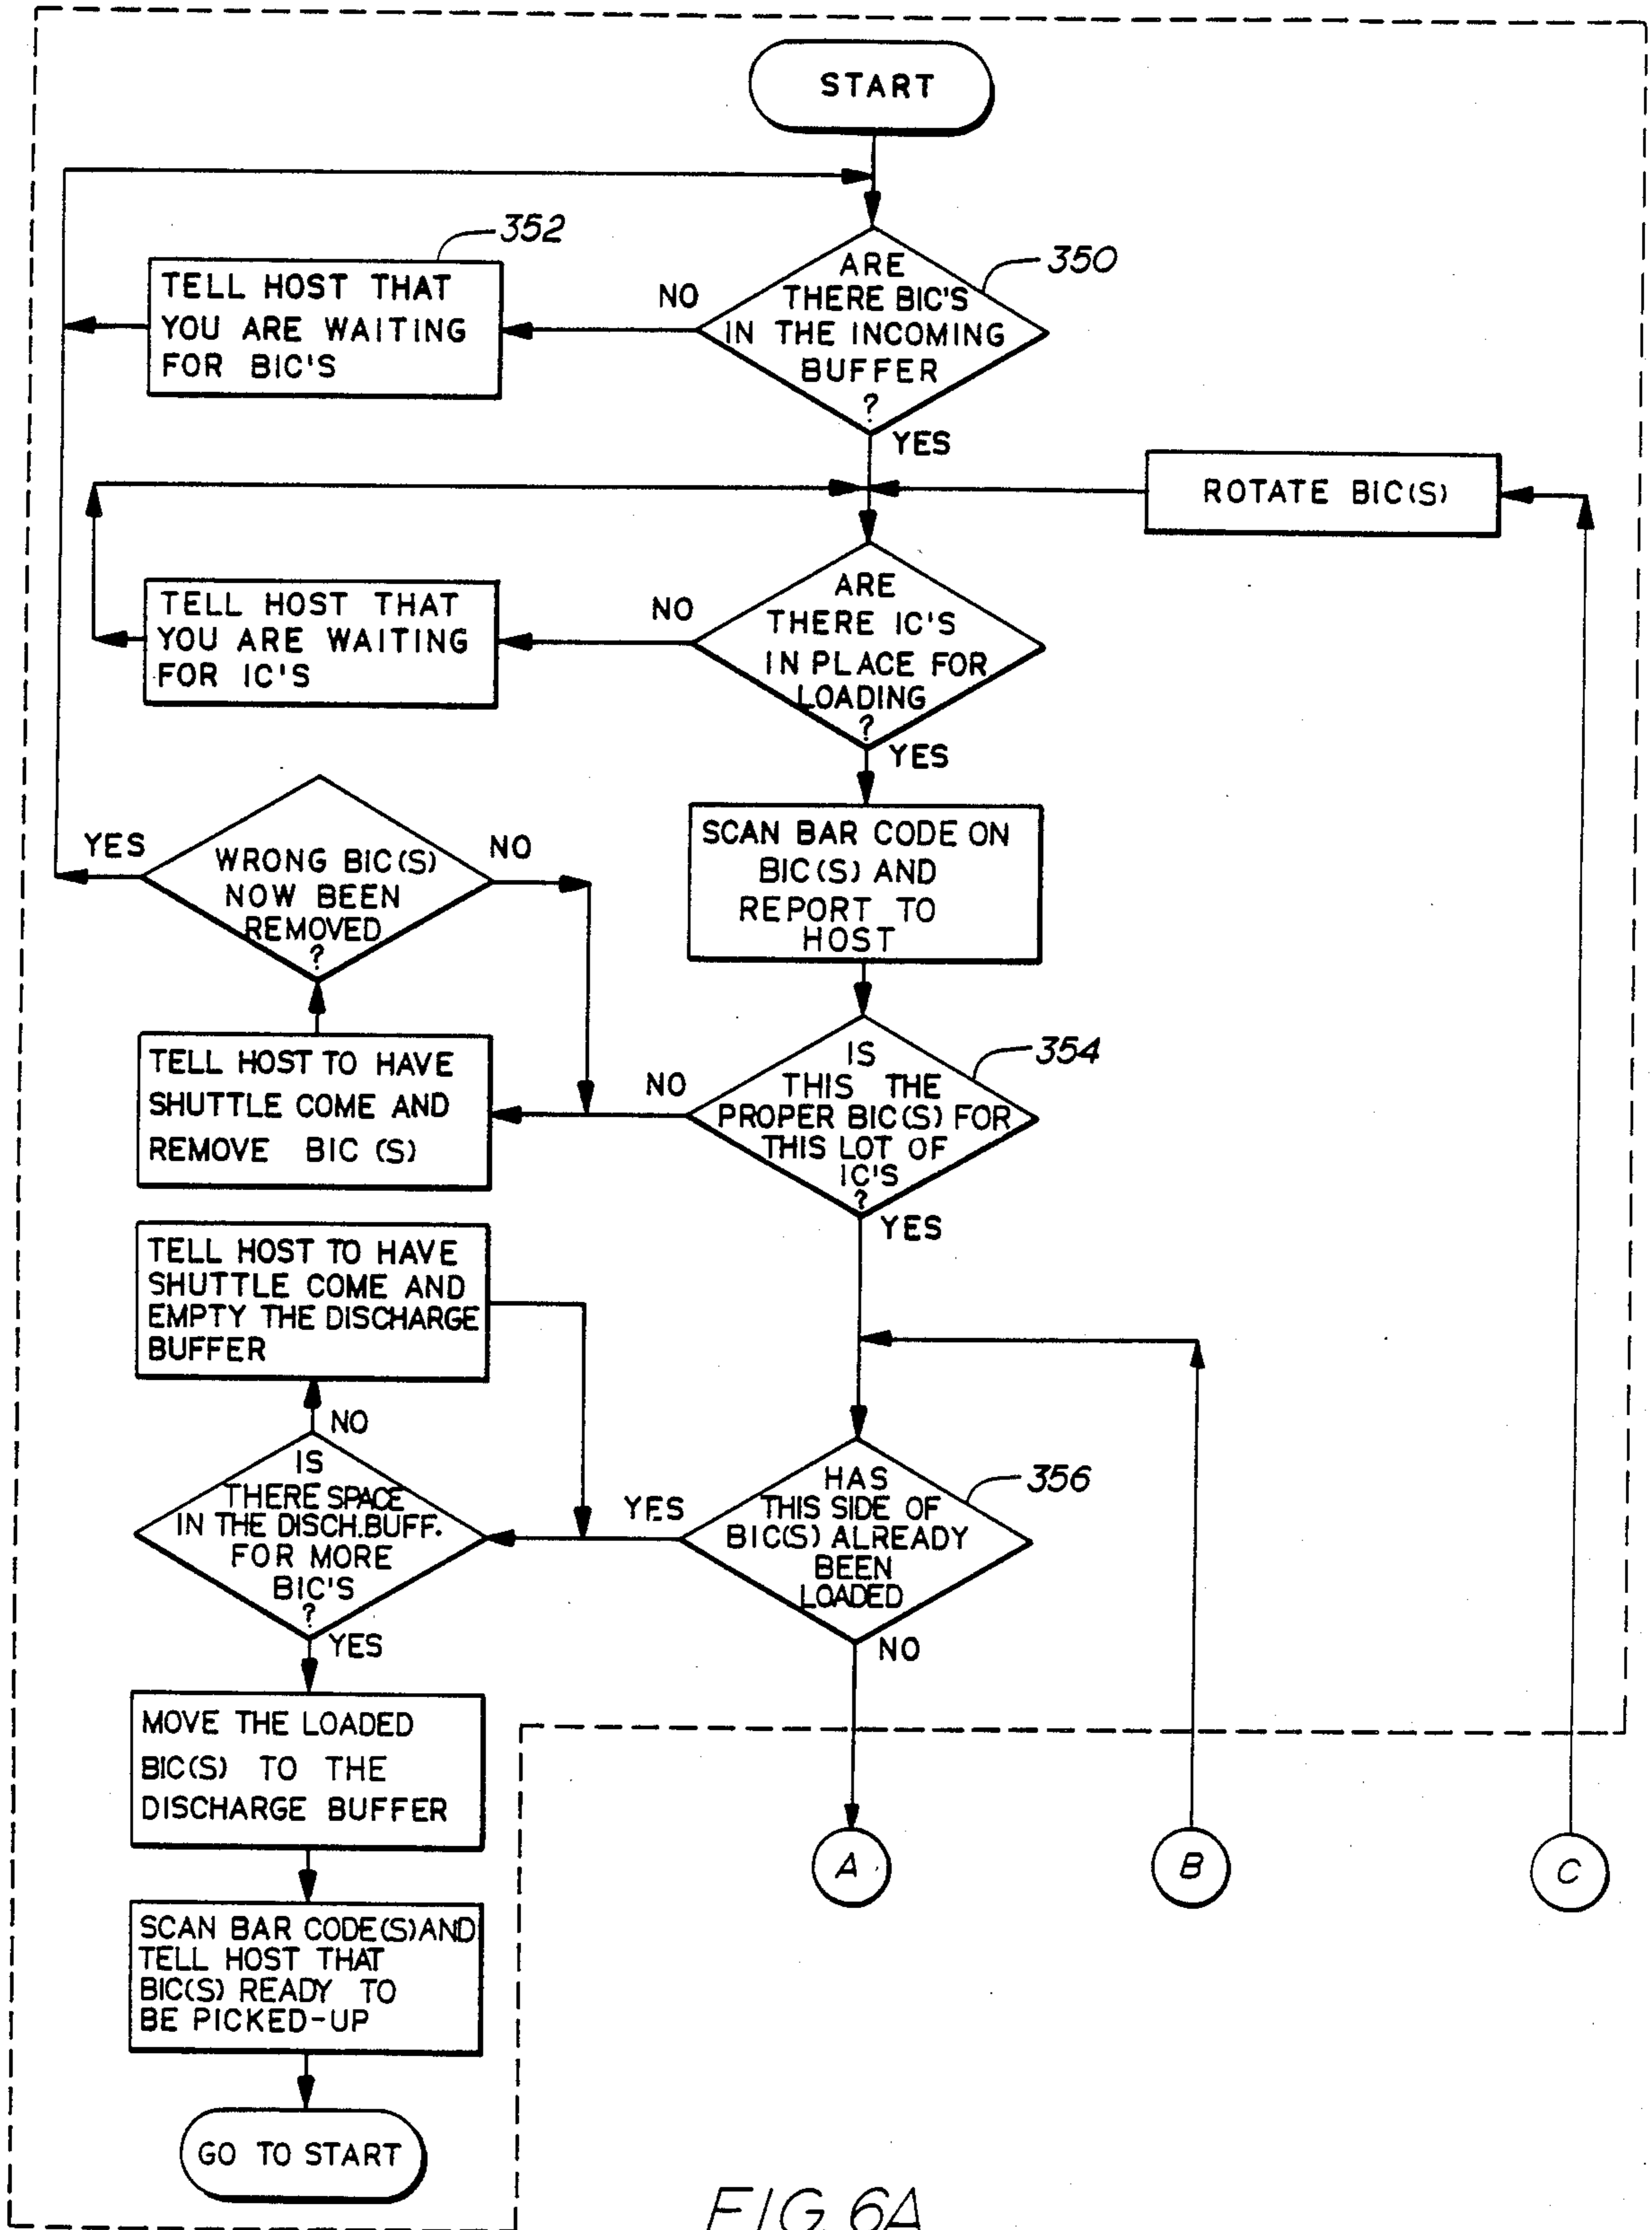 START
352
TELL HOST THAT
YOU ARE WAITING
FOR BIC'S
NO
ARE
THERE BIC'S
IN THE INCOMING
BUFFER
?
350
YES
ROTATE BIC(S)
TELL HOST THAT
YOU ARE WAITING
FOR IC'S
NO
ARE
THERE IC'S
IN PLACE FOR
LOADING
?
YES
YES
WRONG BIC(S)
NOW BEEN
REMOVED
?
NO
SCAN BAR CODE ON
BIC(S) AND
REPORT TO
HOST
TELL HOST TO HAVE
SHUTTLE COME AND
REMOVE BIC (S)
NO
IS
THIS THE
PROPER BIC(S) FOR
THIS LOT OF
IC'S
?
354
YES
TELL HOST TO HAVE
SHUTTLE COME AND
EMPTY THE DISCHARGE
BUFFER
NO
IS
THERE SPACE
IN THE DISCH.BUFF.
FOR MORE
BIC'S
?
YES
YES
HAS
THIS SIDE OF
BIC(S) ALREADY
BEEN
LOADED
356
NO
MOVE THE LOADED
BIC(S) TO THE
DISCHARGE BUFFER
A
B
C
SCAN BAR CODE(S)AND
TELL HOST THAT
BIC(S) READY TO
BE PICKED-UP
GO TO START
FIG.6A